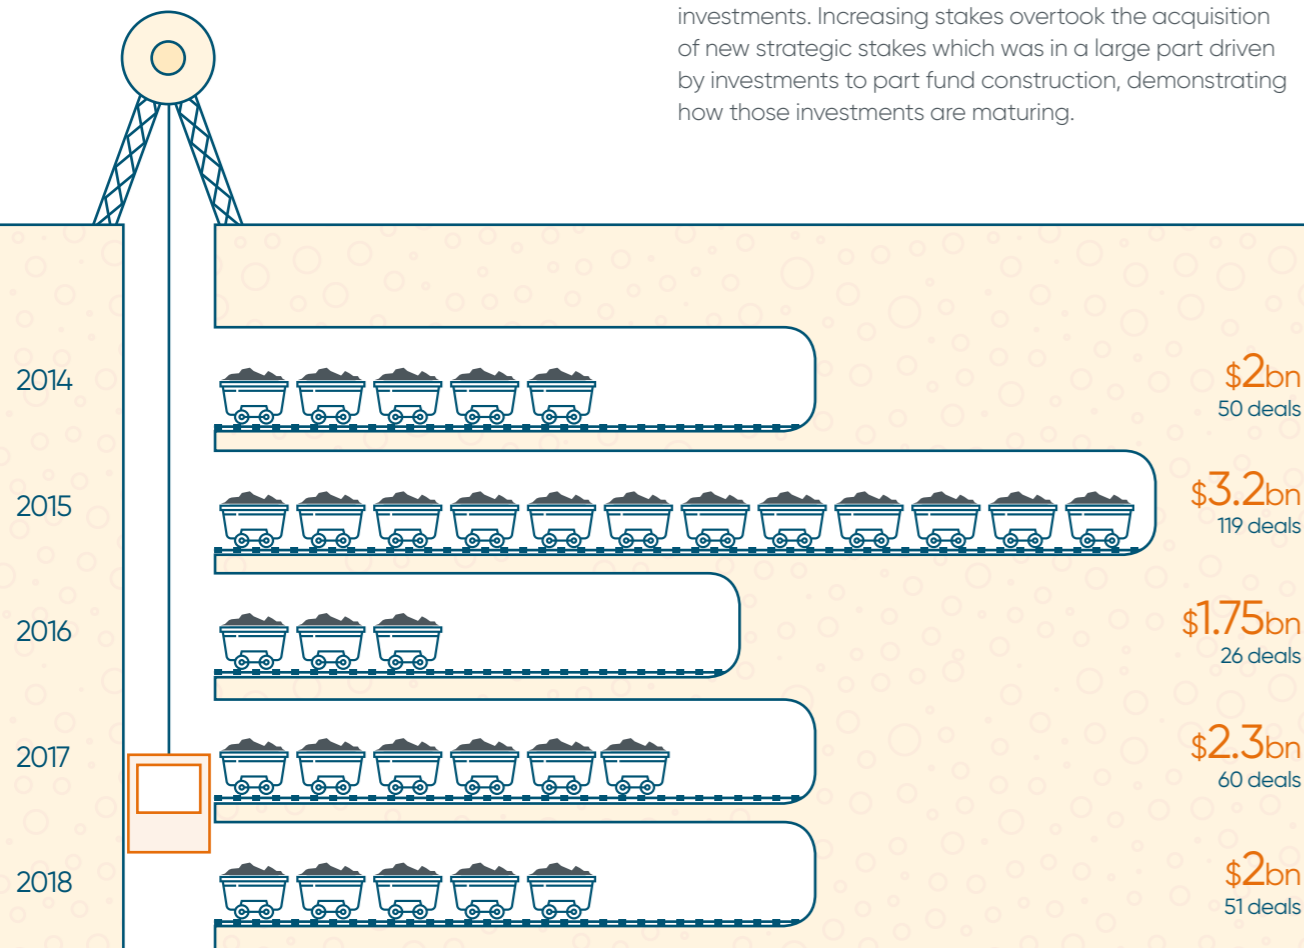 investments. Increasing stakes overtook the acquisition
of new strategic stakes which was in a large part driven
by investments to part fund construction, demonstrating
how those investments are maturing.
2014
$2bn
50 deals
2015
$3.2bn
119 deals
2016
$1.75bn
26 deals
2017
$2.3bn
60 deals
2018
$2bn
51 deals